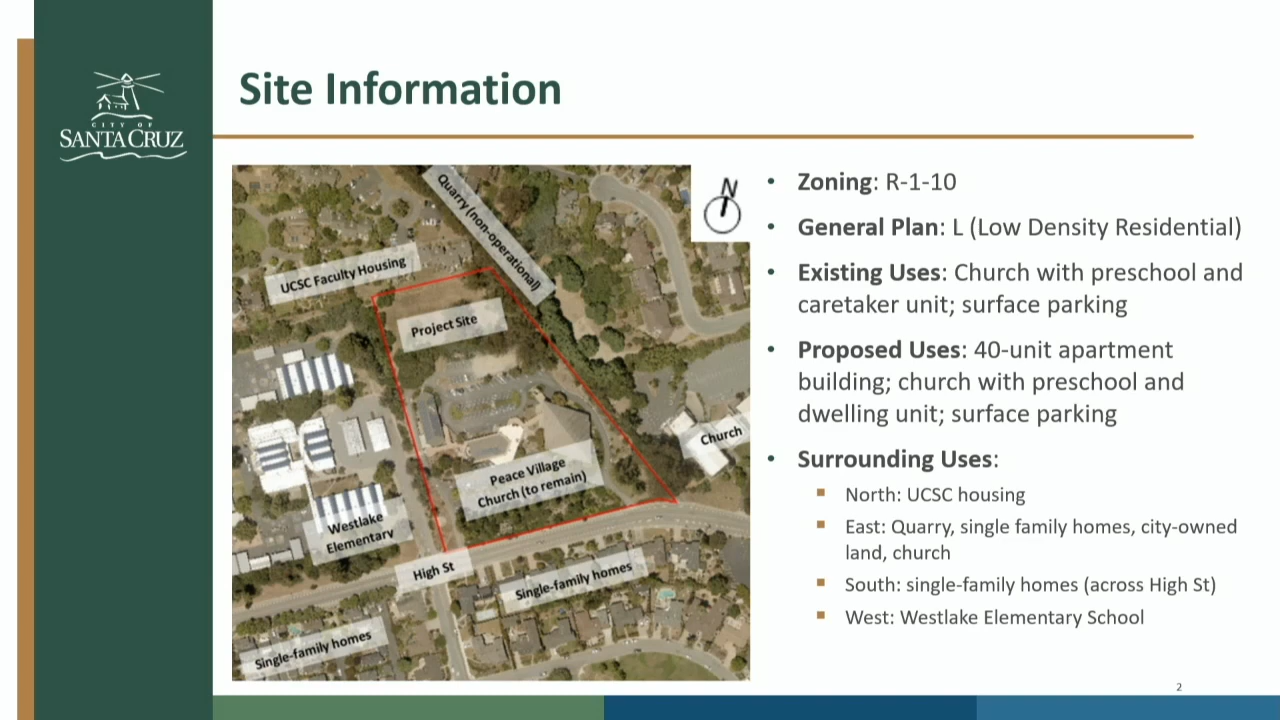 Site Information
CITY OF
SANTA CRUZ
Quarry (non-operational)
N
UCSC Faculty Housing
Project Site
Church
Peace Village
Church (to remain)
Westlake
Elementary
High St
Single-family homes
Single-family homes
• Zoning: R-1-10
• General Plan: L (Low Density Residential)
• Existing Uses: Church with preschool and
caretaker unit; surface parking
• Proposed Uses: 40-unit apartment
building; church with preschool and
dwelling unit; surface parking
• Surrounding Uses:
▪ North: UCSC housing
▪ East: Quarry, single family homes, city-owned
land, church
▪ South: single-family homes (across High St)
▪ West: Westlake Elementary School
2